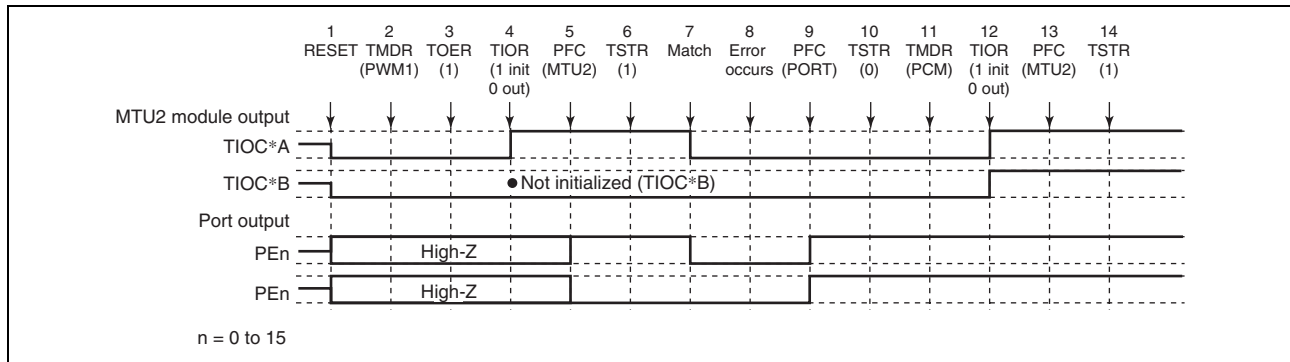 1 2 3 4 5 6 7 8 9 10 11 12 13 14
RESET TMDR TOER TIOR PFC TSTR Match Error PFC TSTR TMDR TIOR PFC TSTR
(PWM1) (1) (1 init (MTU2) (1) occurs (PORT) (0) (PCM) (1 init (MTU2) (1)
0 out) 0 out)
MTU2 module output
TIOC*A
TIOC*B ● Not initialized (TIOC*B)
Port output
PEn High-Z
PEn High-Z
n = 0 to 15